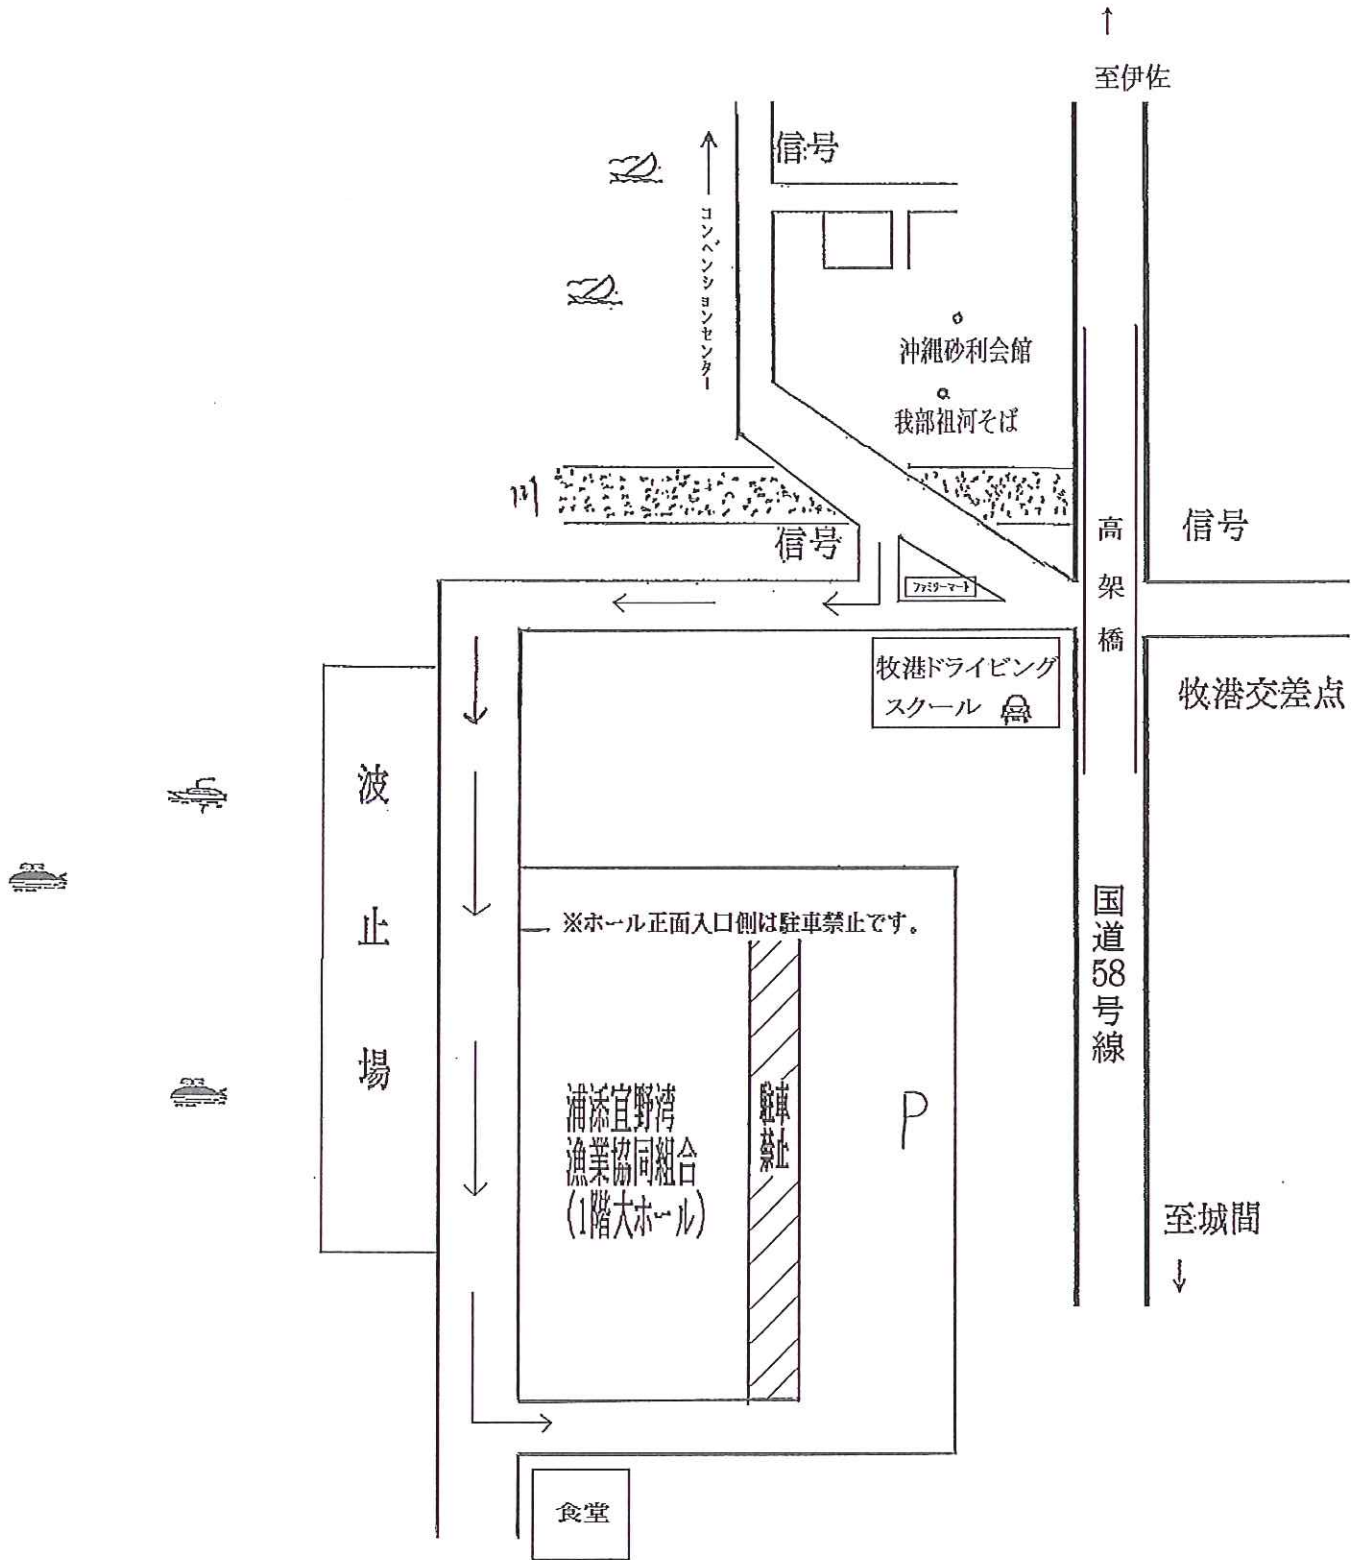 至伊佐
信号
コンベンションセンター
沖縄砂利会館
我部祖河そば
川
信号
高架橋
信号
ファミリーマート
牧港ドライビング
スクール
牧港交差点
波止場
国道58号線
※ホール正面入口側は駐車禁止です。
浦添宜野湾
漁業協同組合
(1階大ホール)
駐車
禁止
P
至城間
食堂